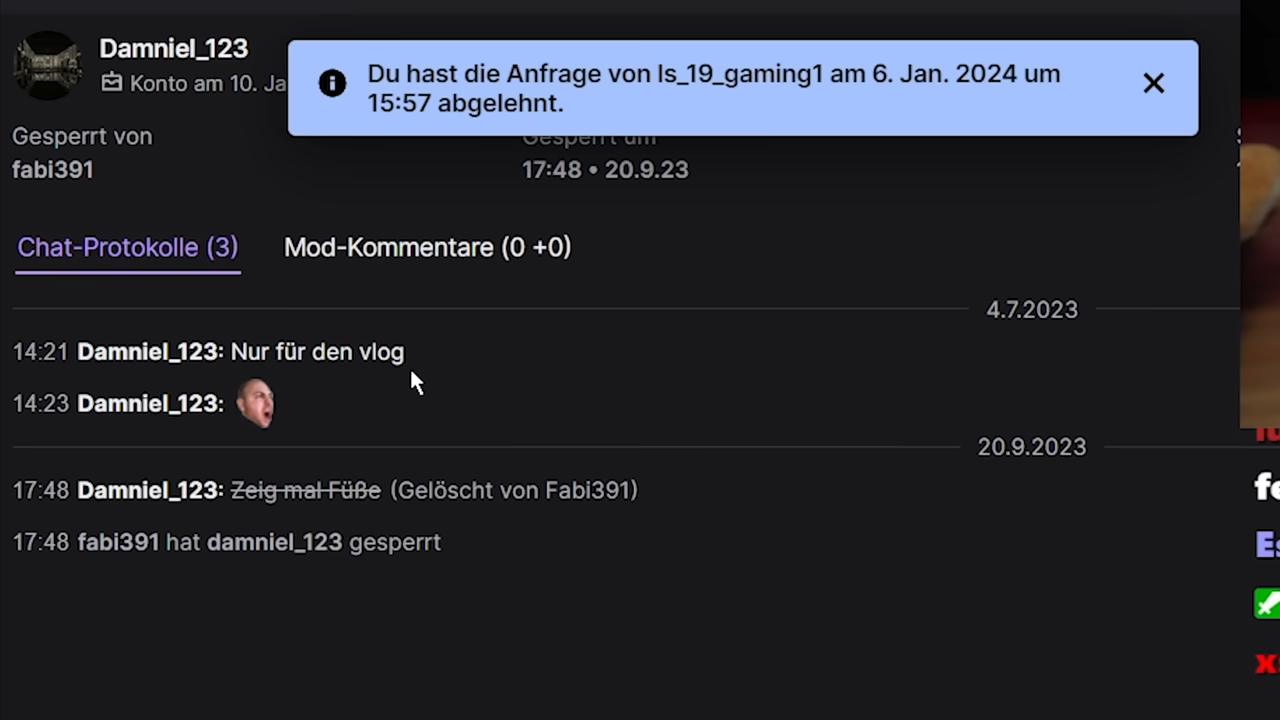 Damniel_123
Konto am 10. Ja
Du hast die Anfrage von ls_19_gaming1 am 6. Jan. 2024 um
15:57 abgelehnt.
Gesperrt von
fabi391
Gesperrt um
17:48 • 20.9.23
Chat-Protokolle (3)
Mod-Kommentare (0 +0)
4.7.2023
14:21 Damniel_123: Nur für den vlog
14:23 Damniel_123:
20.9.2023
17:48 Damniel_123: Zeig mal Füße (Gelöscht von Fabi391)
17:48 fabi391 hat damniel_123 gesperrt
fe
Es
x